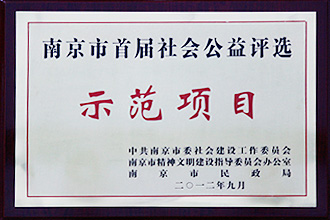 南京市首届社会公益评选
示范项目
中共南京市委社会建设工作委员会
南京市精神文明建设指导委员会办公室
南京市民政局
二〇一二年九月